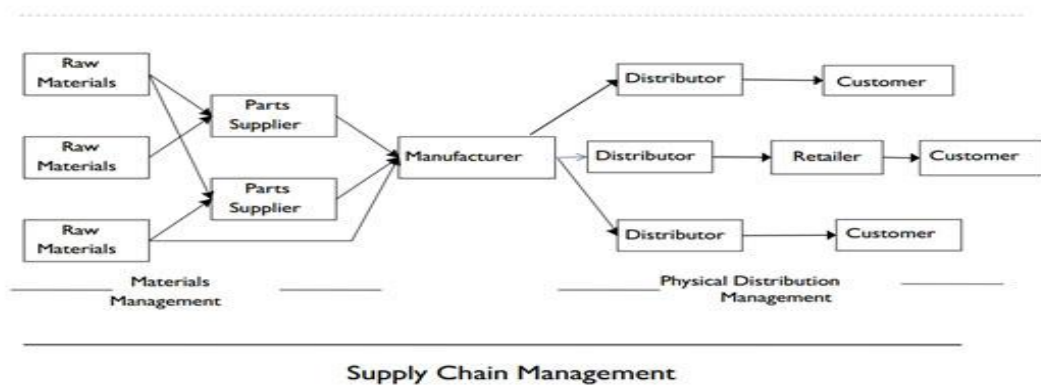 Raw
Materials
Distributor
Customer
Parts
Supplier
Raw
Materials
Manufacturer
Distributor
Retailer
Customer
Parts
Supplier
Raw
Materials
Distributor
Customer
Materials
Management
Physical Distribution
Management
Supply Chain Management